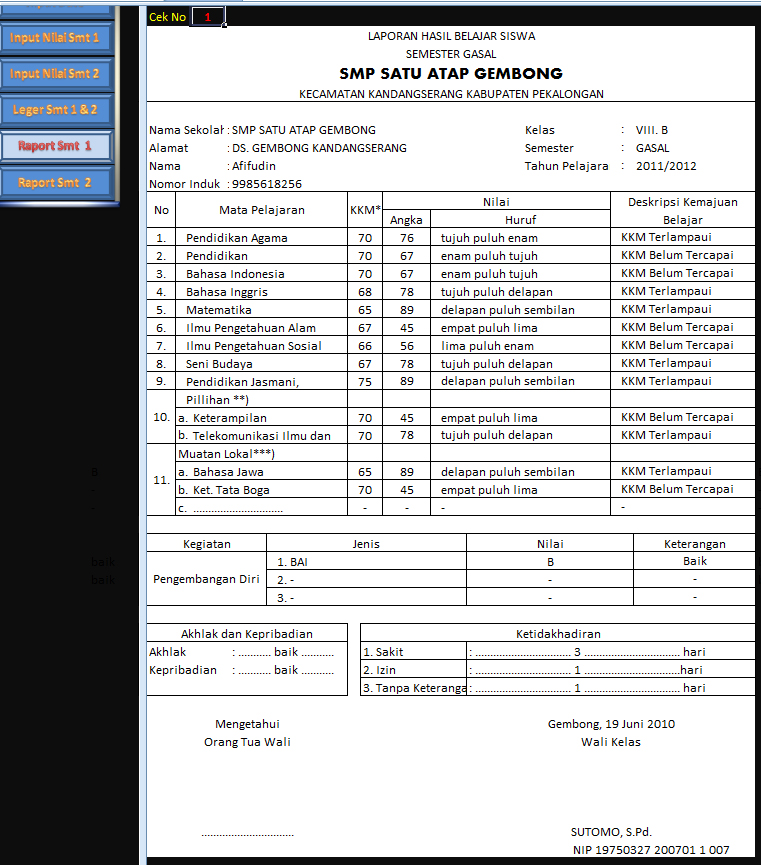 Cek No 1
Input Nilai Smt 1
Input Nilai Smt 2
Leger Smt 1 & 2
Raport Smt 1
Raport Smt 2
LAPORAN HASIL BELAJAR SISWA
SEMESTER GASAL
SMP SATU ATAP GEMBONG
KECAMATAN KANDANGSERANG KABUPATEN PEKALONGAN
Nama Sekolah : SMP SATU ATAP GEMBONG Kelas : VIII. B
Alamat : DS. GEMBONG KANDANGSERANG Semester : GASAL
Nama : Afifudin Tahun Pelajara : 2011/2012
Nomor Induk : 9985618256
No Mata Pelajaran KKM* Nilai Deskripsi Kemajuan Belajar
Angka Huruf
1. Pendidikan Agama 70 76 tujuh puluh enam KKM Terlampaui
2. Pendidikan 70 67 enam puluh tujuh KKM Belum Tercapai
3. Bahasa Indonesia 70 67 enam puluh tujuh KKM Belum Tercapai
4. Bahasa Inggris 68 78 tujuh puluh delapan KKM Terlampaui
5. Matematika 65 89 delapan puluh sembilan KKM Terlampaui
6. Ilmu Pengetahuan Alam 67 45 empat puluh lima KKM Belum Tercapai
7. Ilmu Pengetahuan Sosial 66 56 lima puluh enam KKM Belum Tercapai
8. Seni Budaya 67 78 tujuh puluh delapan KKM Terlampaui
9. Pendidikan Jasmani, 75 89 delapan puluh sembilan KKM Terlampaui
10. Pillihan **)
a. Keterampilan 70 45 empat puluh lima KKM Belum Tercapai
b. Telekomunikasi Ilmu dan 70 78 tujuh puluh delapan KKM Terlampaui
11. Muatan Lokal***)
a. Bahasa Jawa 65 89 delapan puluh sembilan KKM Terlampaui
b. Ket. Tata Boga 70 45 empat puluh lima KKM Belum Tercapai
c. .............................. - - - -
B
-
-
baik
baik
Kegiatan Jenis Nilai Keterangan
Pengembangan Diri 1. BAI B Baik
2. - - -
3. - - -
Akhlak dan Kepribadian
Akhlak : ........... baik ...........
Kepribadian : ........... baik ...........
Ketidakhadiran
1. Sakit : ................................ 3 ................................ hari
2. Izin : ................................ 1 ................................hari
3. Tanpa Keteranga : ................................ 1 ................................ hari
Mengetahui
Orang Tua Wali
...............................
Gembong, 19 Juni 2010
Wali Kelas
SUTOMO, S.Pd.
NIP 19750327 200701 1 007